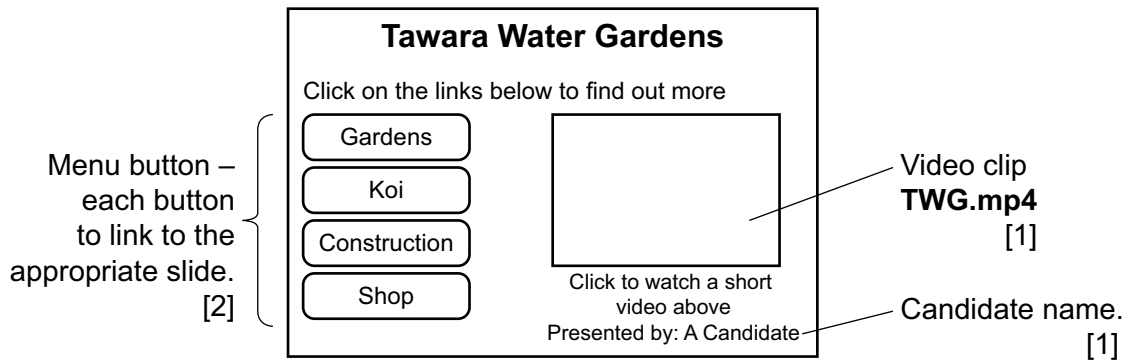 Tawara Water Gardens
Click on the links below to find out more
Gardens
Koi
Construction
Shop
Click to watch a short
video above
Presented by: A Candidate
Menu button –
each button
to link to the
appropriate slide.
[2]
Video clip
TWG.mp4
[1]
Candidate name.
[1]